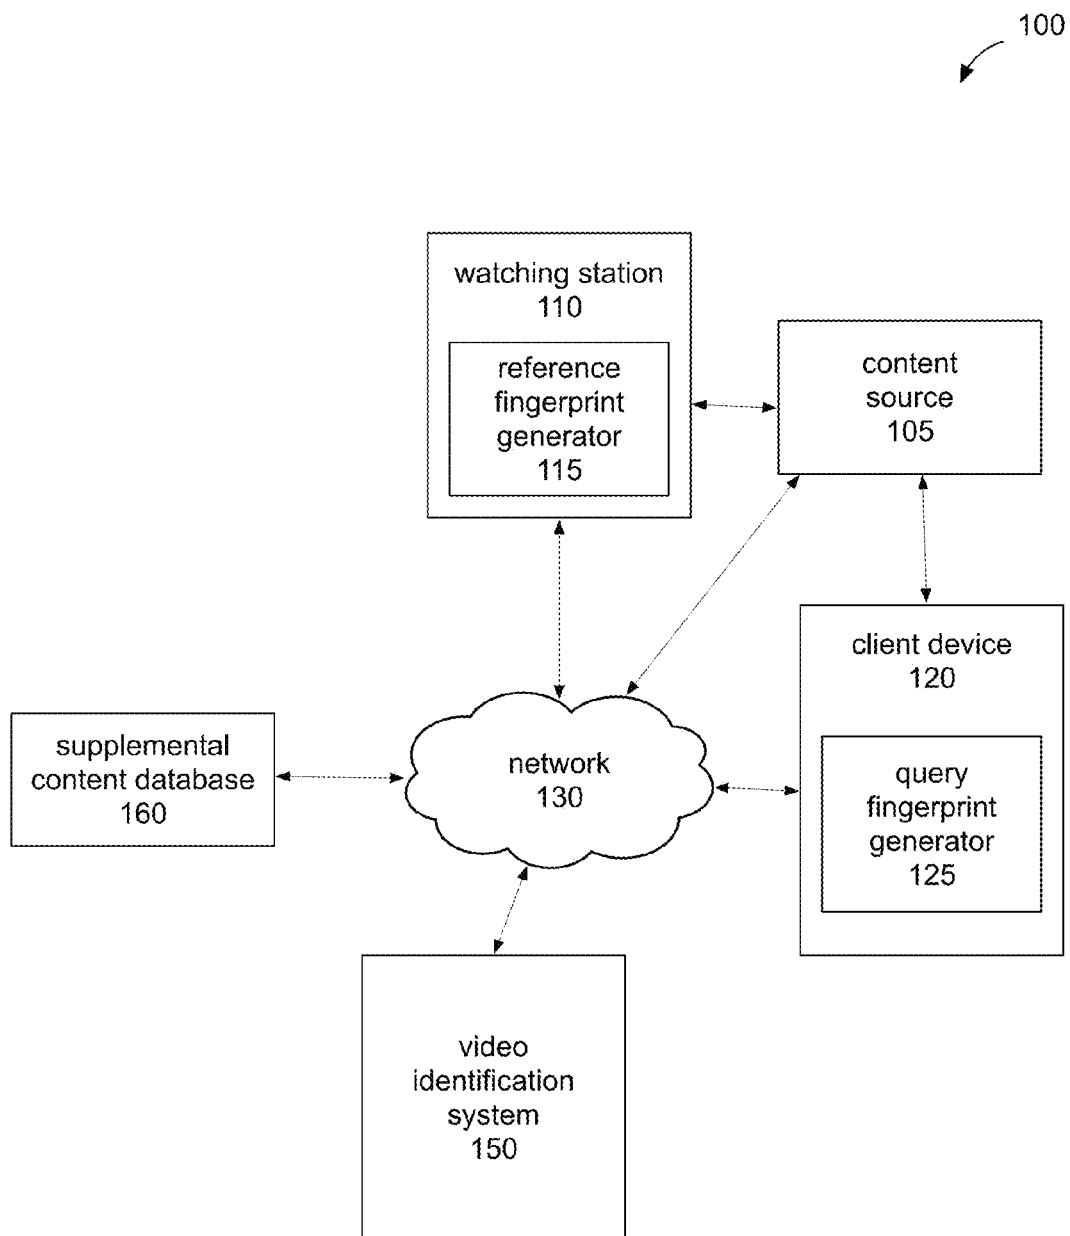 100
watching station
110
reference
fingerprint
generator
115
content
source
105
client device
120
query
fingerprint
generator
125
network
130
supplemental
content database
160
video
identification
system
150